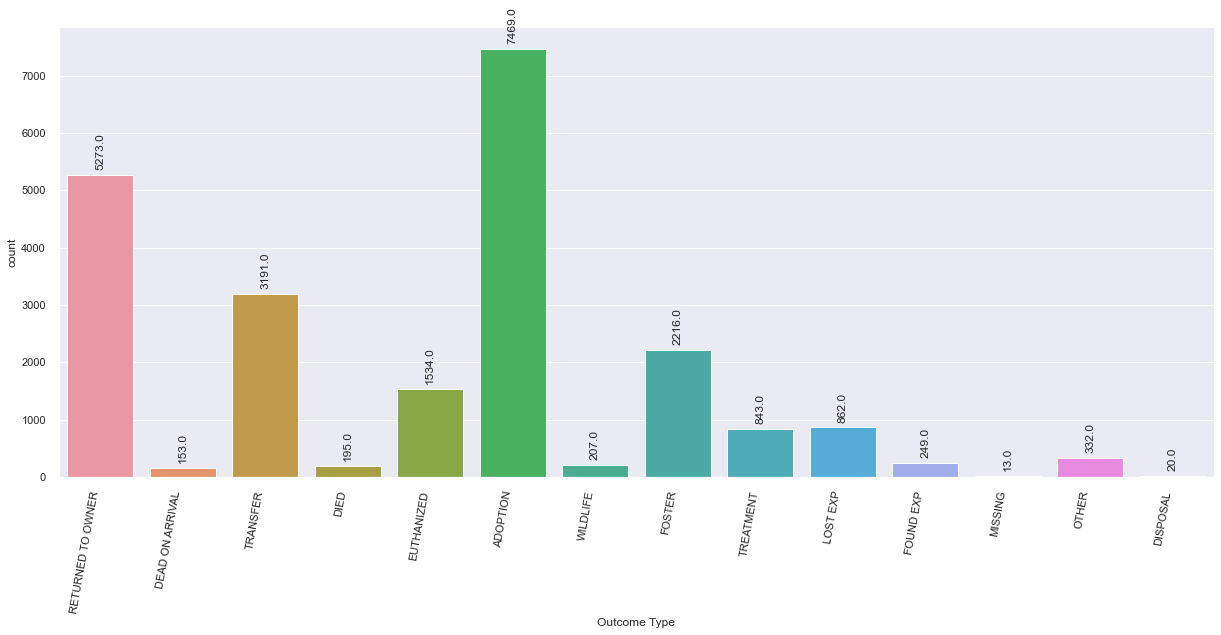 7469.0
7000
6000
5273.0
5000
4000
count
3191.0
3000
2216.0
2000
1534.0
1000
843.0
862.0
153.0
195.0
207.0
249.0
13.0
332.0
20.0
0
RETURNED TO OWNER
DEAD ON ARRIVAL
TRANSFER
DIED
EUTHANIZED
ADOPTION
WILDLIFE
FOSTER
TREATMENT
LOST EXP
FOUND EXP
MISSING
OTHER
DISPOSAL
Outcome Type